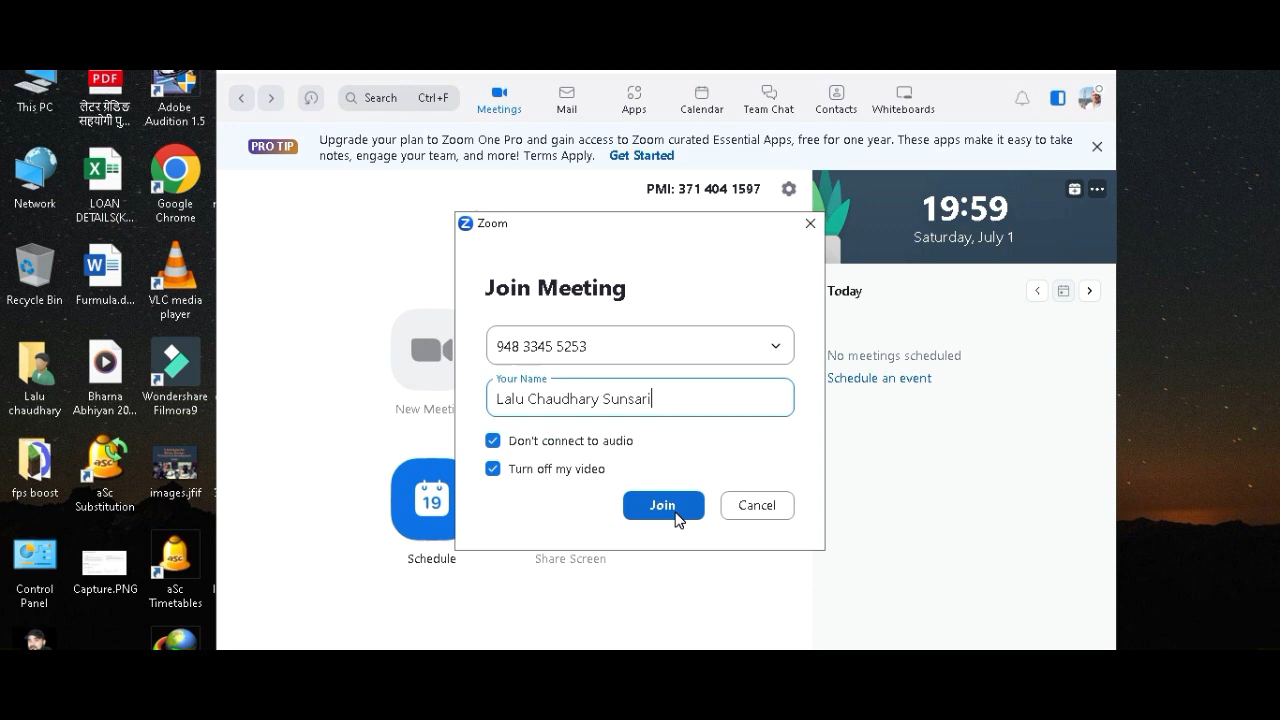 This PC
PDF
लेटर ग्रेडिङ
सहयोगी पु...
Adobe
Audition 1.5
Network
LOAN
DETAILS(K...
Google
Chrome
Recycle Bin
Furmula.d...
VLC media
player
Lalu
chaudhary
Bharna
Abhiyan 20...
Wondershare
Filmora9
fps boost
aSc
Substitution
images.jfif
Control
Panel
Capture.PNG
aSc
Timetables
Search Ctrl+F
Meetings
Mail
Apps
Calendar
Team Chat
Contacts
Whiteboards
PRO TIP
Upgrade your plan to Zoom One Pro and gain access to Zoom curated Essential Apps, free for one year. These apps make it easy to take
notes, engage your team, and more! Terms Apply. Get Started
PMI: 371 404 1597
Zoom
Join Meeting
948 3345 5253
Your Name
Lalu Chaudhary Sunsari
Don't connect to audio
Turn off my video
Join
Cancel
New Meeti
19
Schedule
Share Screen
19:59
Saturday, July 1
Today
No meetings scheduled
Schedule an event